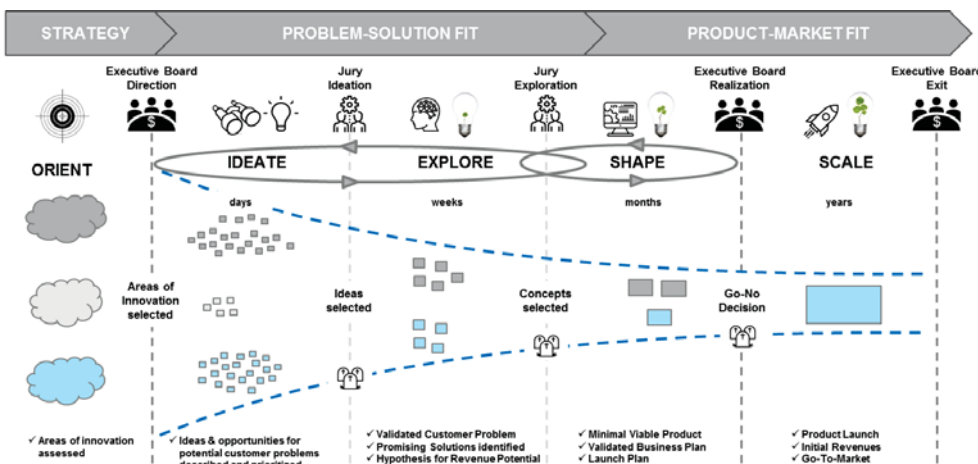 STRATEGY
PROBLEM-SOLUTION FIT
PRODUCT-MARKET FIT
Executive Board
Direction
Jury
Ideation
Jury
Exploration
Executive Board
Realization
Executive Board
Exit
$
$
$
ORIENT
IDEATE
EXPLORE
SHAPE
SCALE
days
weeks
months
years
Areas of
Innovation
selected
Ideas
selected
Concepts
selected
Go-No
Decision
✓ Areas of innovation
assessed
✓ Ideas & opportunities for
potential customer problems
described and prioritized
✓ Validated Customer Problem
✓ Promising Solutions identified
✓ Hypothesis for Revenue Potential
✓ Minimal Viable Product
✓ Validated Business Plan
✓ Launch Plan
✓ Product Launch
✓ Initial Revenues
✓ Go-To-Market